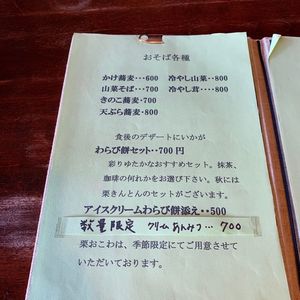 おそば各種
かけ蕎麦・・・600　冷やし山菜・・800
山菜そば・・・700　冷やし茸・・・・800
きのこ蕎麦・700
天ぷら蕎麦・800
食後のデザートにいかが
わらび餅セット・・700円
彩りゆたかなおすすめセット。抹茶、
珈琲の何れかをお選び下さい。秋には
栗きんとんのセットがございます。
アイスクリームわらび餅添え・・500
数量限定　クリームあんみつ…　700
栗おこわは、季節限定にてご用意させて
いただいております。